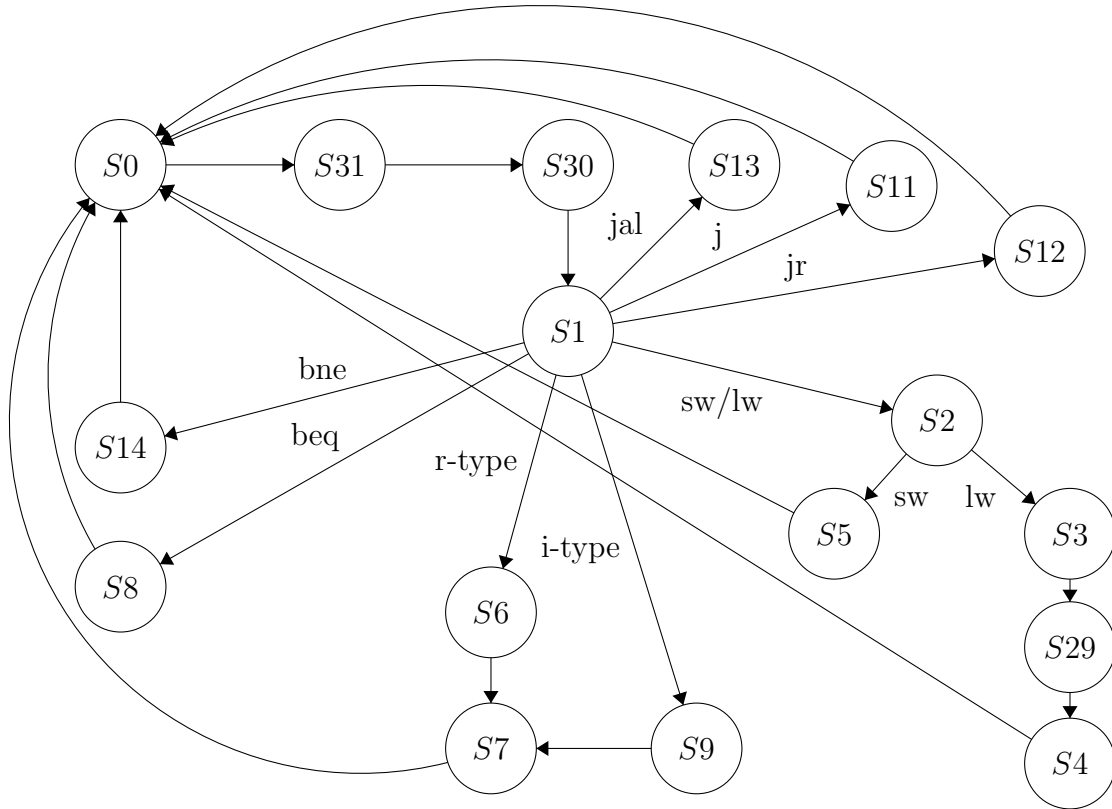 S0
S31
S30
S13
S11
jal
j
S12
jr
S1
bne
sw/lw
S2
beq
S14
r-type
sw
lw
S5
S3
i-type
S8
S6
S29
S7
S9
S4